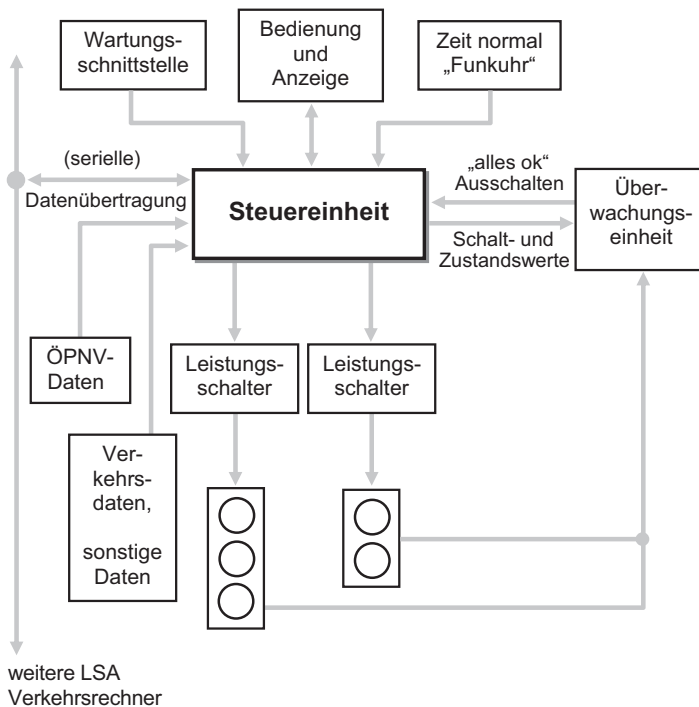 Wartungs-
schnittstelle
Bedienung
und
Anzeige
Zeit normal
„Funkuhr“
(serielle)
Datenübertragung
Steuereinheit
„alles ok“
Ausschalten
Schalt- und
Zustandswerte
Über-
wachungs-
einheit
ÖPNV-
Daten
Leistungs-
schalter
Leistungs-
schalter
Ver-
kehrs-
daten,
sonstige
Daten
weitere LSA
Verkehrsrechner